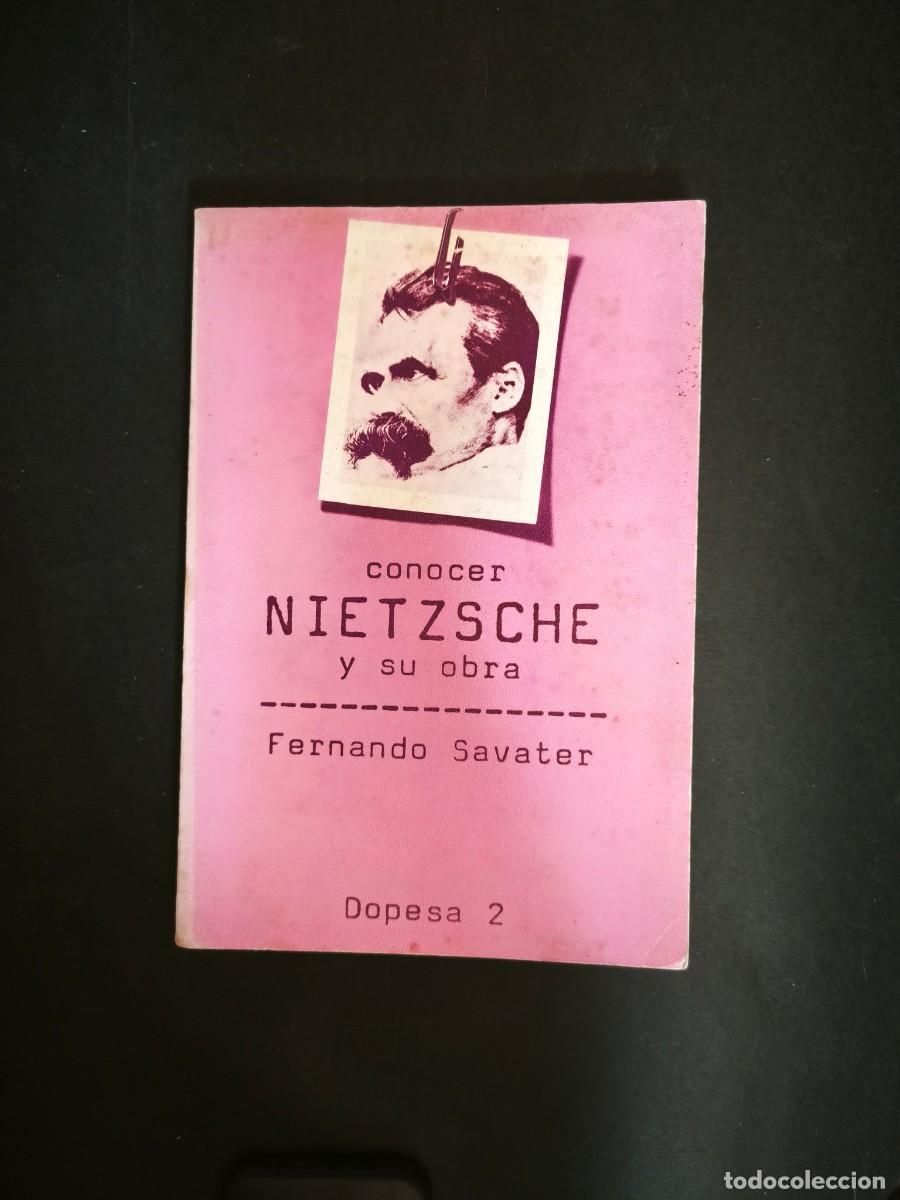 conocer
NIETZSCHE
y su obra
Fernando Savater
Dopesa 2
todocoleccion